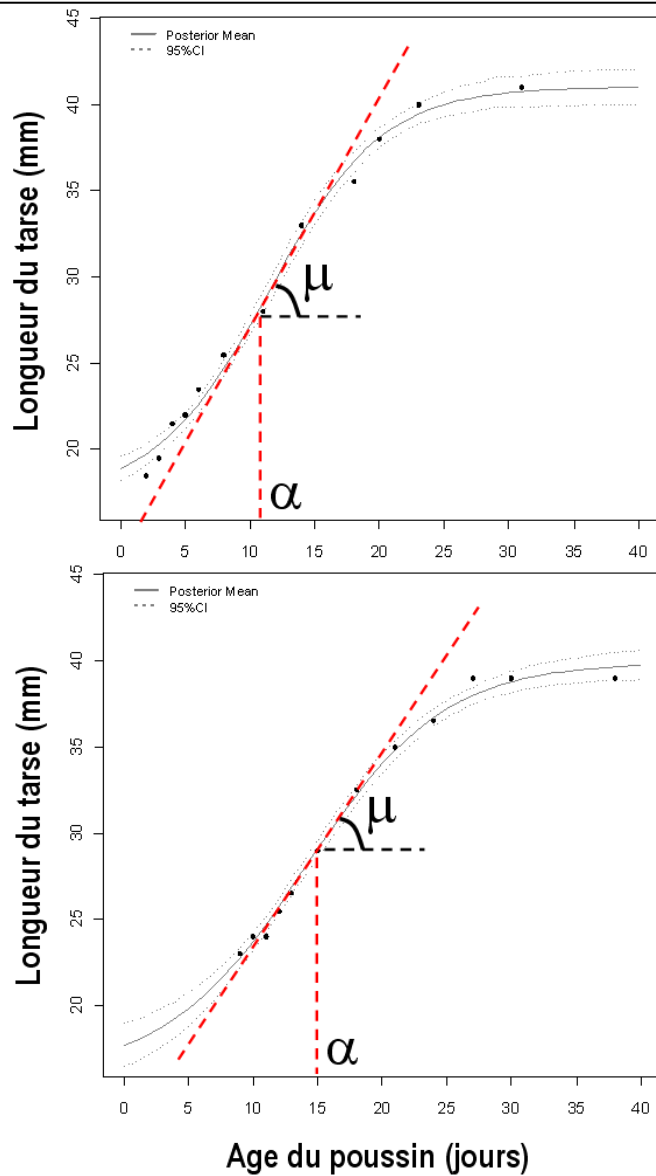 45
Posterior Mean
95%CI
40
35
30
25
20
Longueur du tarse (mm)
μ
α
0 5 10 15 20 25 30 35 40
45
Posterior Mean
95%CI
40
35
30
25
20
Longueur du tarse (mm)
μ
α
0 5 10 15 20 25 30 35 40
Age du poussin (jours)